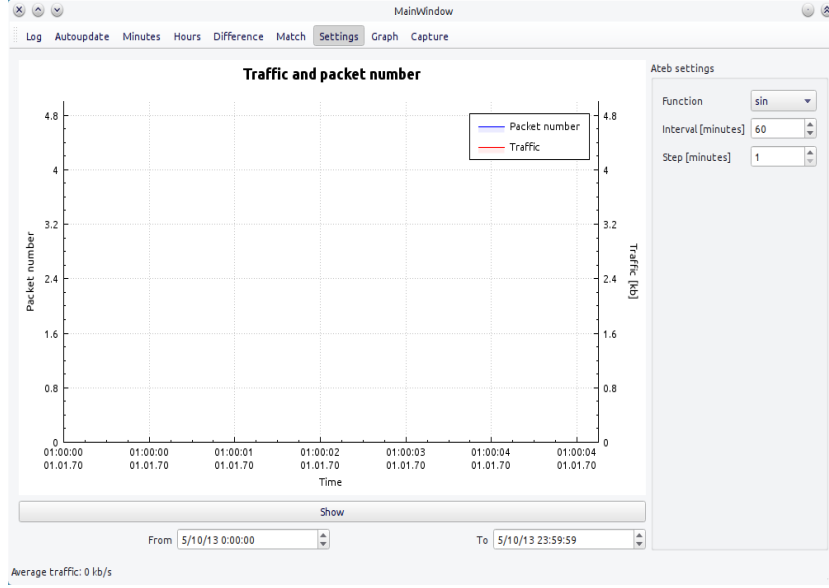 MainWindow
Log Autoupdate Minutes Hours Difference Match Settings Graph Capture
Traffic and packet number
Packet number
Traffic
4.8
4
3.2
2.4
1.6
0.8
0
Packet number
4.8
4
3.2
2.4
1.6
0.8
0
Traffic [kb]
01:00:00 01:00:00 01:00:01 01:00:02 01:00:03 01:00:04 01:00:04
01.01.70 01.01.70 01.01.70 01.01.70 01.01.70 01.01.70 01.01.70
Time
Show
From 5/10/13 0:00:00 To 5/10/13 23:59:59
Ateb settings
Function sin
Interval [minutes] 60
Step [minutes] 1
Average traffic: 0 kb/s